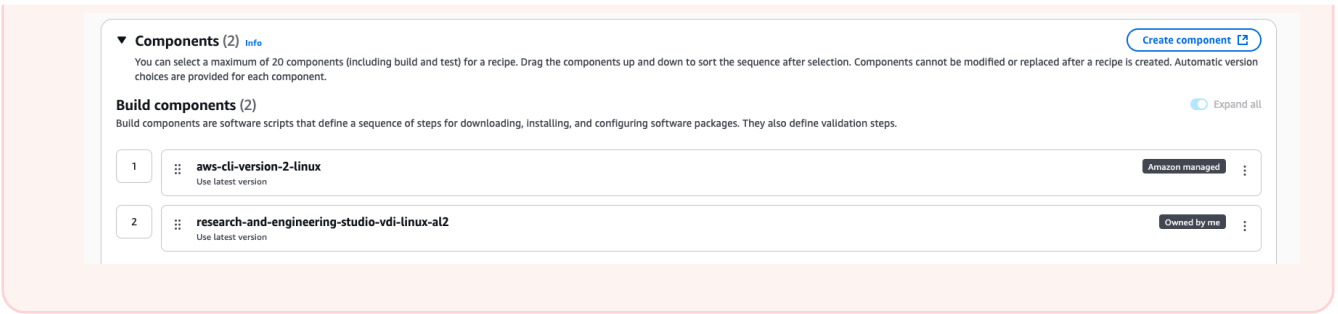 Components (2) Info
Create component
You can select a maximum of 20 components (including build and test) for a recipe. Drag the components up and down to sort the sequence after selection. Components cannot be modified or replaced after a recipe is created. Automatic version
choices are provided for each component.
Build components (2)
Expand all
Build components are software scripts that define a sequence of steps for downloading, installing, and configuring software packages. They also define validation steps.
1
aws-cli-version-2-linux
Amazon managed
Use latest version
2
research-and-engineering-studio-vdi-linux-al2
Owned by me
Use latest version